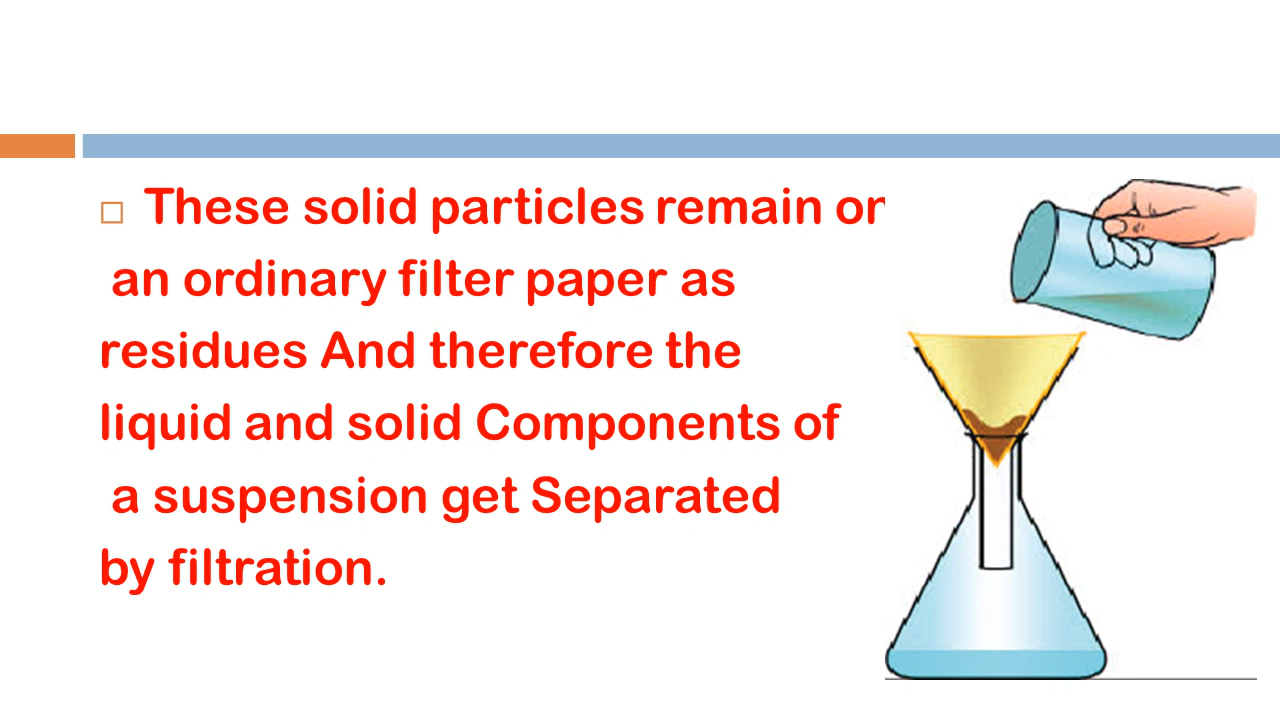 These solid particles remain on
an ordinary filter paper as
residues And therefore the
liquid and solid Components of
a suspension get Separated
by filtration.